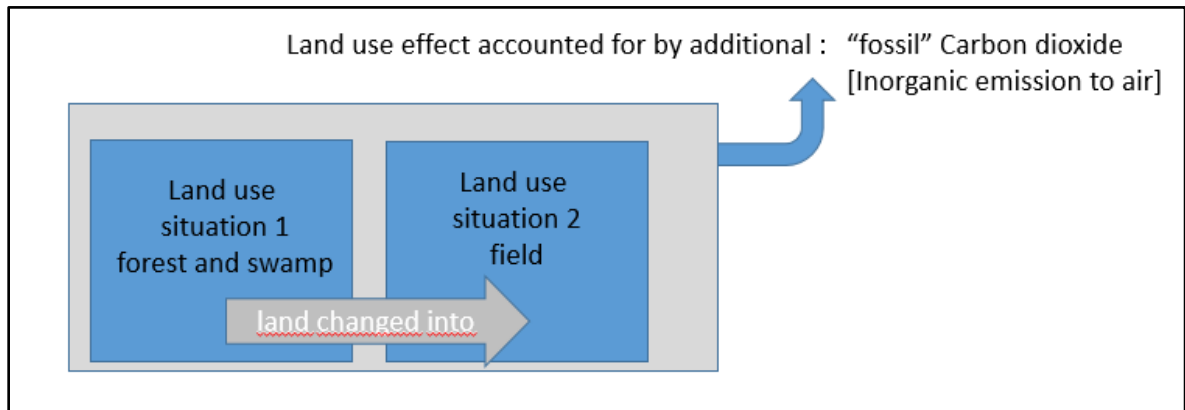 Land use effect accounted for by additional : “fossil” Carbon dioxide
[Inorganic emission to air]
Land use
situation 1
forest and swamp
Land use
situation 2
field
land changed into